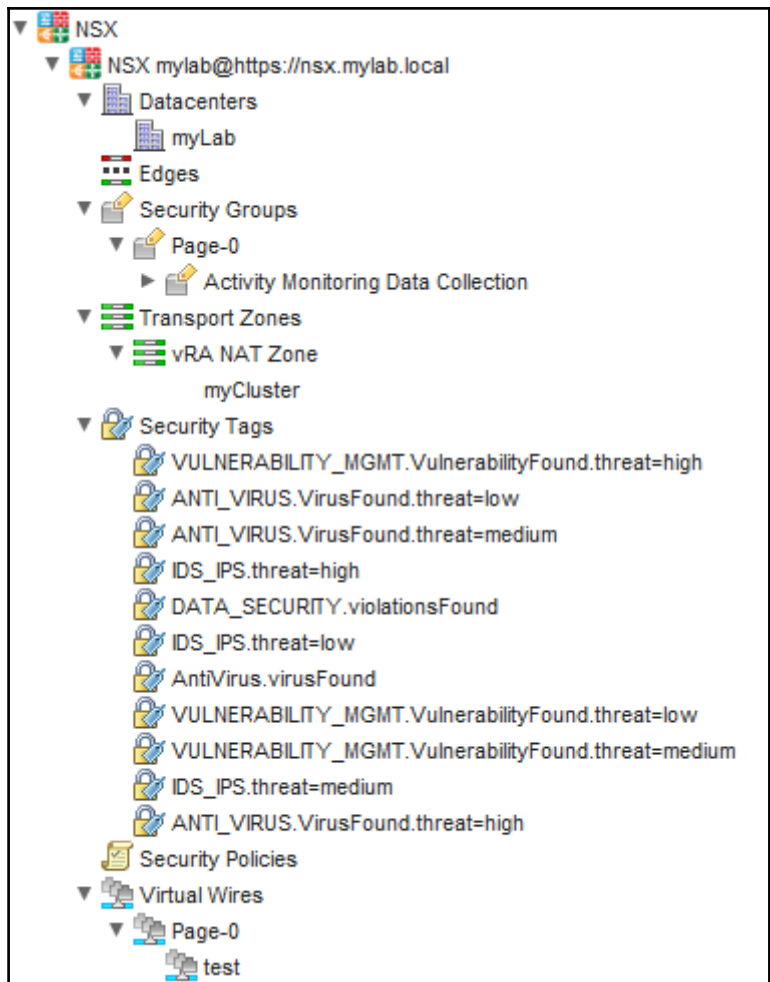 NSX
NSX mylab@https://nsx.mylab.local
Datacenters
myLab
Edges
Security Groups
Page-0
Activity Monitoring Data Collection
Transport Zones
vRA NAT Zone
myCluster
Security Tags
VULNERABILITY_MGMT.VulnerabilityFound.threat=high
ANTI_VIRUS.VirusFound.threat=low
ANTI_VIRUS.VirusFound.threat=medium
IDS_IPS.threat=high
DATA_SECURITY.violationsFound
IDS_IPS.threat=low
AntiVirus.virusFound
VULNERABILITY_MGMT.VulnerabilityFound.threat=low
VULNERABILITY_MGMT.VulnerabilityFound.threat=medium
IDS_IPS.threat=medium
ANTI_VIRUS.VirusFound.threat=high
Security Policies
Virtual Wires
Page-0
test